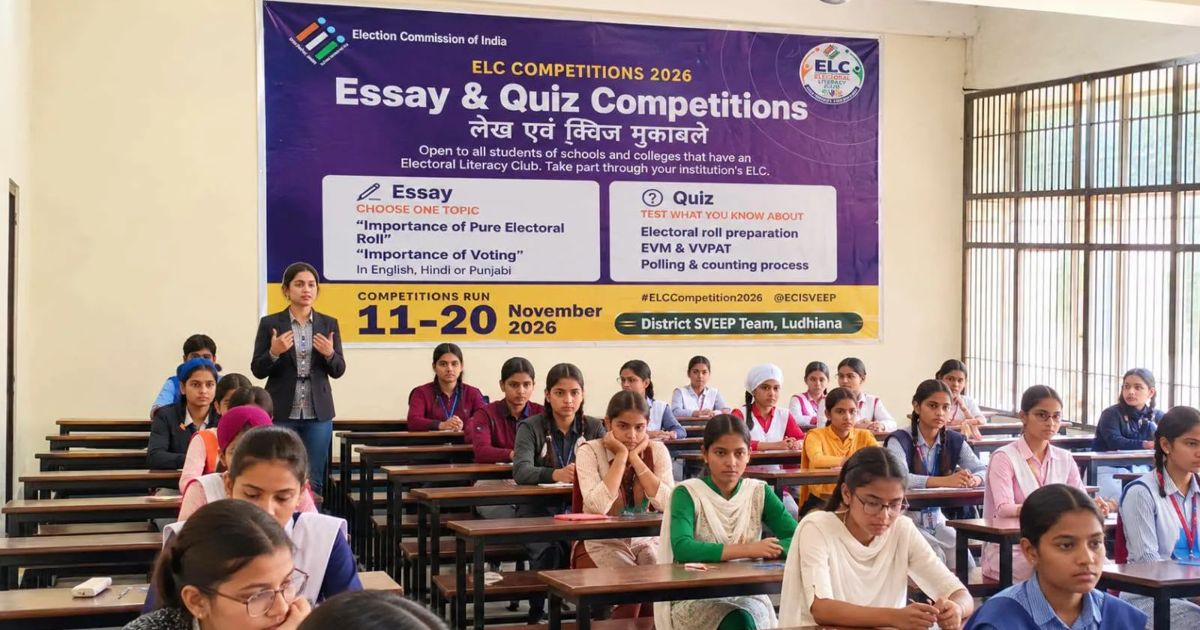 Election Commission of India
ELC COMPETITIONS 2026
ELC
ELECTORAL
LITERACY
Essay & Quiz Competitions
लेख एवं क्विज मुकाबले
Open to all students of schools and colleges that have an
Electoral Literacy Club. Take part through your institution's ELC.
Essay
CHOOSE ONE TOPIC
“Importance of Pure Electoral
Roll”
“Importance of Voting”
In English, Hindi or Punjabi
Quiz
TEST WHAT YOU KNOW ABOUT
Electoral roll preparation
EVM & VVPAT
Polling & counting process
COMPETITIONS RUN
11–20 November
2026
#ELCCompetition2026 @ECISVEEP
District SVEEP Team, Ludhiana